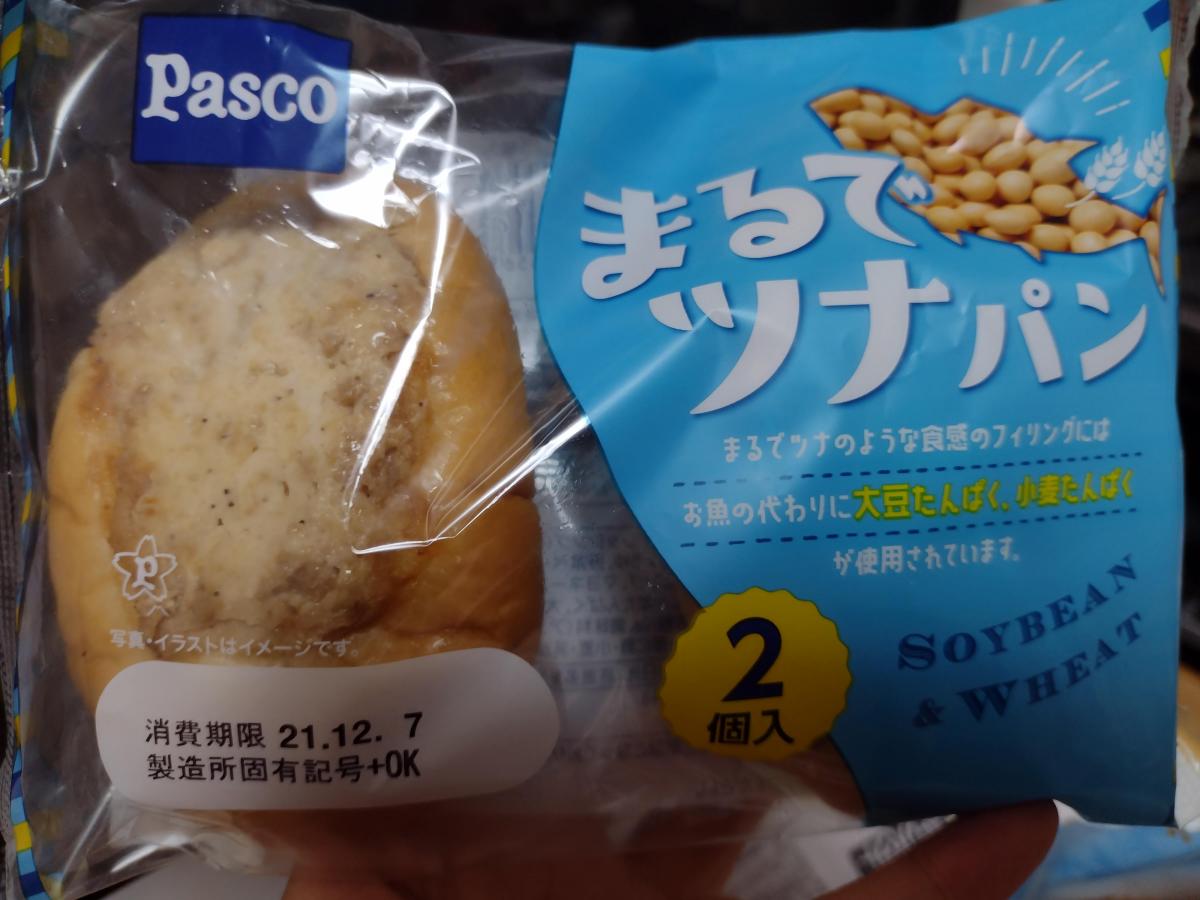 Pasco
まるで
ツナパン
まるでツナのような食感のフィリングには
お魚の代わりに大豆たんぱく、小麦たんぱく
が使用されています。
SOYBEAN
& WHEAT
2
個入
P
写真・イラストはイメージです。
消費期限 21.12. 7
製造所固有記号+OK